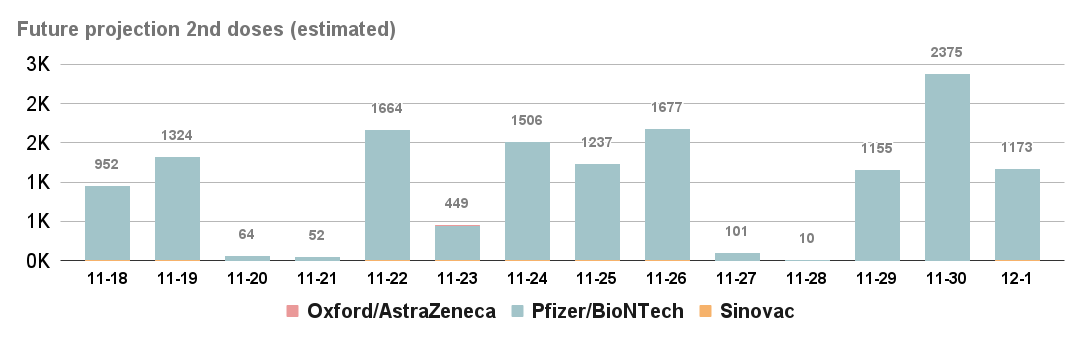 Future projection 2nd doses (estimated)
3K
2K
2K
1K
1K
0K
952 1324 64 52 1664 449 1506 1237 1677 101 10 1155 2375 1173
11-18 11-19 11-20 11-21 11-22 11-23 11-24 11-25 11-26 11-27 11-28 11-29 11-30 12-1
Oxford/AstraZeneca Pfizer/BioNTech Sinovac